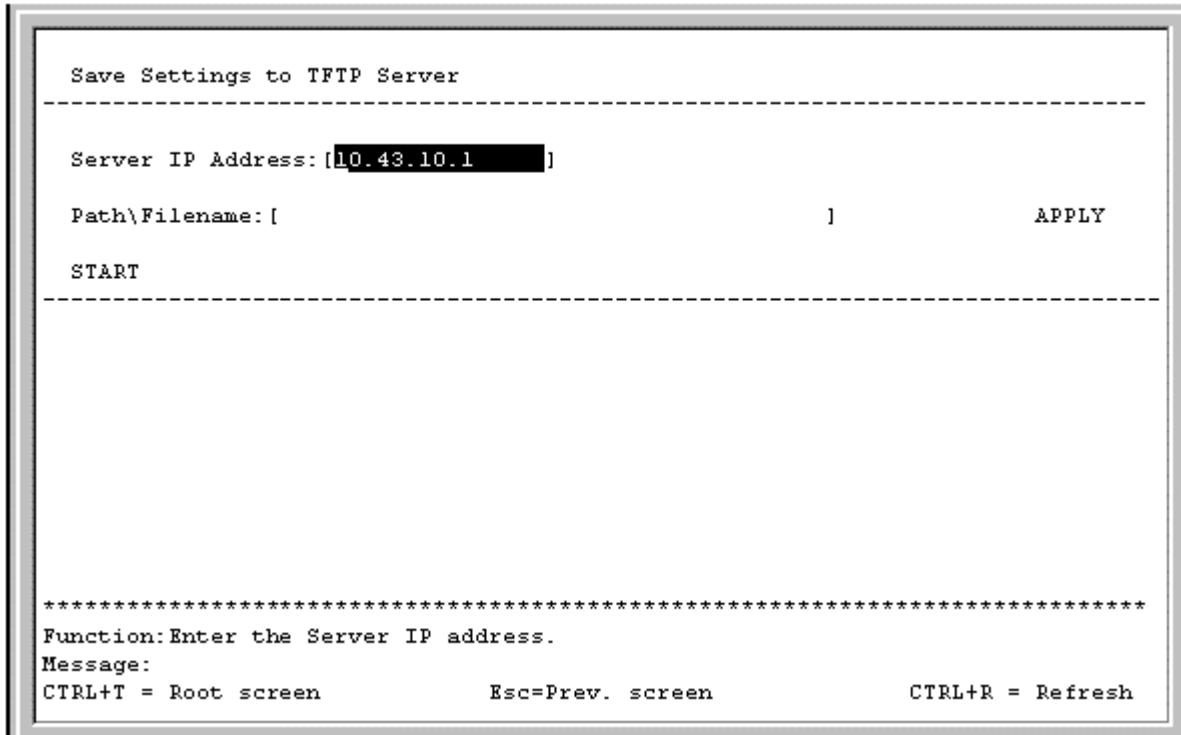 Save Settings to TFTP Server
--------------------------------------------------------------------------------
Server IP Address:[10.43.10.1     ]
Path\Filename:[                                        ]               APPLY
START
--------------------------------------------------------------------------------
********************************************************************************
Function:Enter the Server IP address.
Message:
CTRL+T = Root screen            Esc=Prev. screen              CTRL+R = Refresh